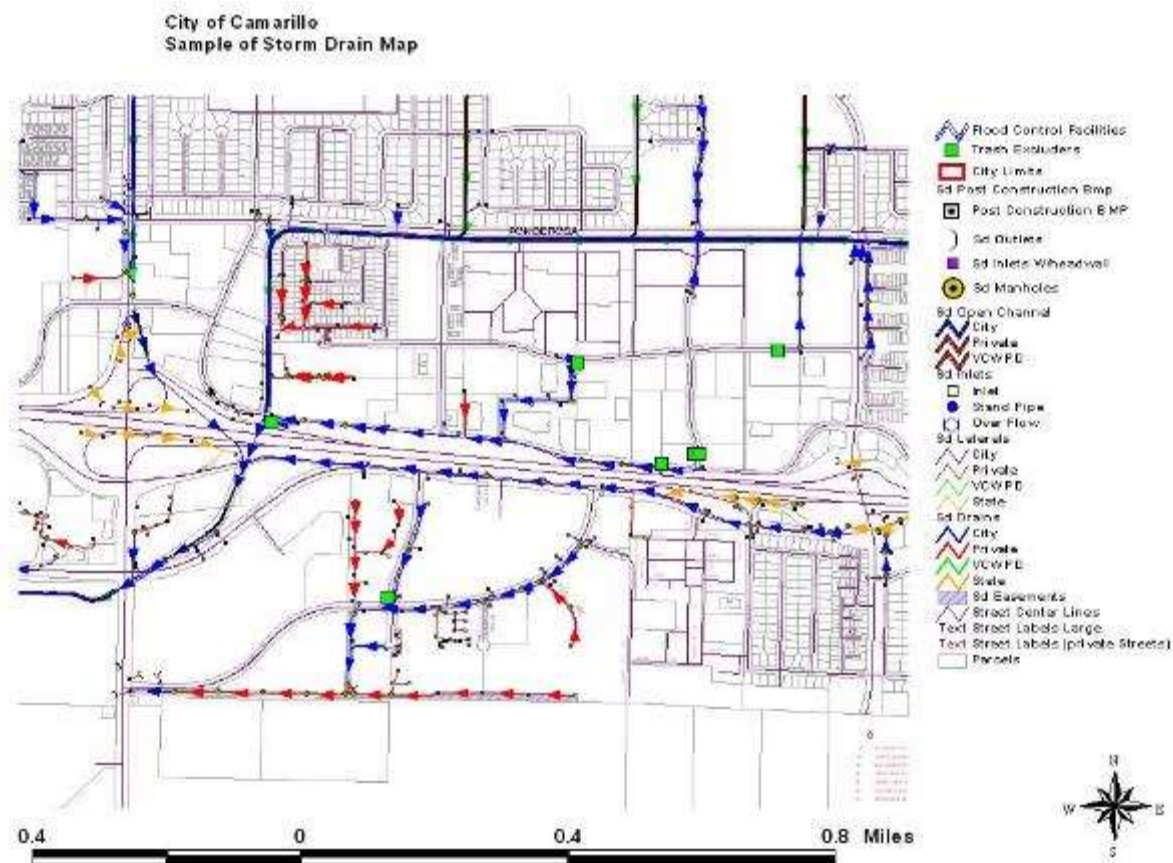 City of Camarillo
Sample of Storm Drain Map
PONDEROSA
Flood Control Facilities
Trash Excluders
City Limits
Sd Post Construction Bmp
Post Construction BMP
Sd Outlets
Sd Inlets W/headwall
Sd Manholes
Sd Open Channel
City
Private
VCWPD
Sd Inlets
Inlet
Stand Pipe
Over Flow
Sd Laterals
City
Private
VCWPD
State
Sd Drains
City
Private
VCWPD
State
Sd Easements
Street Center Lines
Text Street Labels Large
Text Street Labels (private Streets)
Parcels
N
W E
S
0.4 0 0.4 0.8 Miles